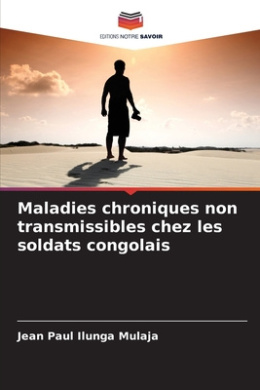 EDITIONS NOTRE SAVOIR
Maladies chroniques non
transmissibles chez les
soldats congolais
Jean Paul Ilunga Mulaja